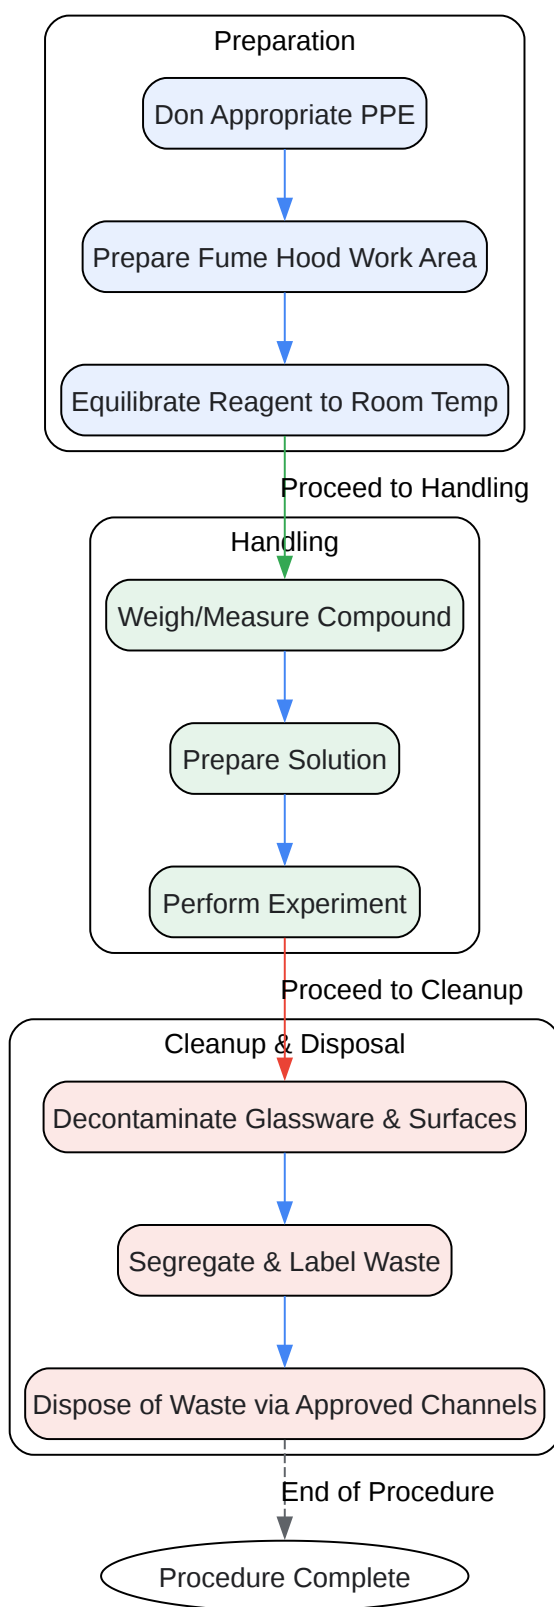 Preparation
Don Appropriate PPE
Prepare Fume Hood Work Area
Equilibrate Reagent to Room Temp
Proceed to Handling
Handling
Weigh/Measure Compound
Prepare Solution
Perform Experiment
Proceed to Cleanup
Cleanup & Disposal
Decontaminate Glassware & Surfaces
Segregate & Label Waste
Dispose of Waste via Approved Channels
End of Procedure
Procedure Complete